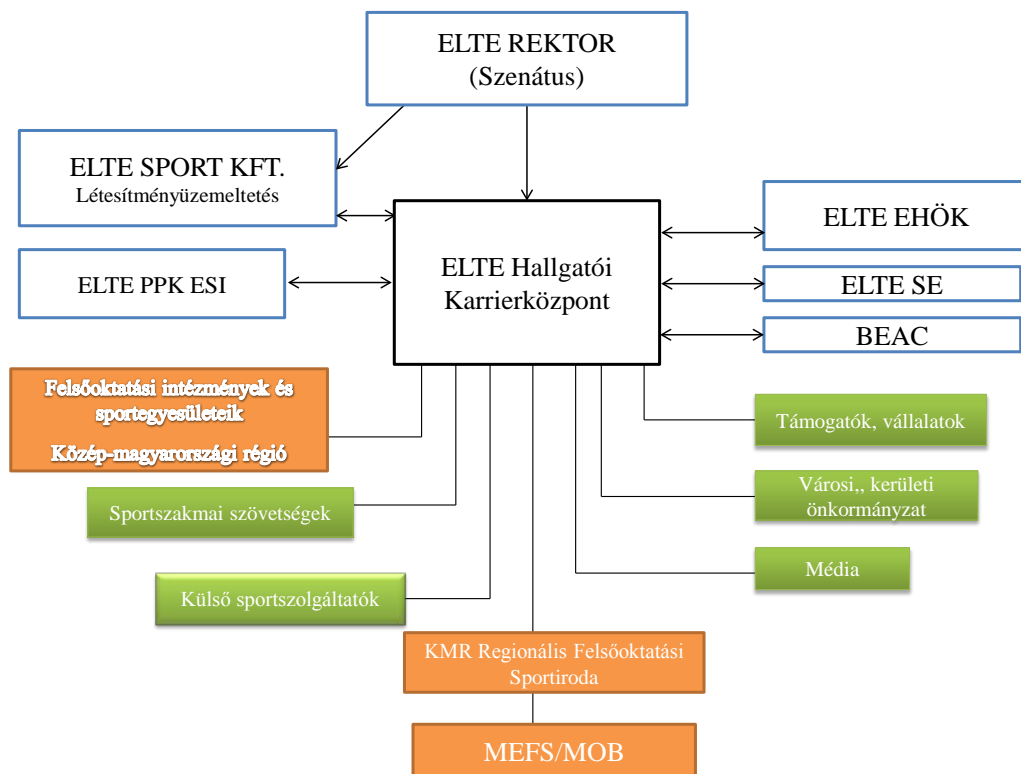 ELTE REKTOR
(Szenátus)
ELTE SPORT KFT.
Létesítményüzemeltetés
ELTE PPK ESI
ELTE Hallgatói
Karrierközpont
ELTE EHÖK
ELTE SE
BEAC
Felsőoktatási intézmények és
sportegyesületeik
Közép-magyarországi régió
Sportszakmai szövetségek
Külső sportszolgáltatók
Támogatók, vállalatok
Városi,, kerületi
önkormányzat
Média
KMR Regionális Felsőoktatási
Sportiroda
MEFS/MOB